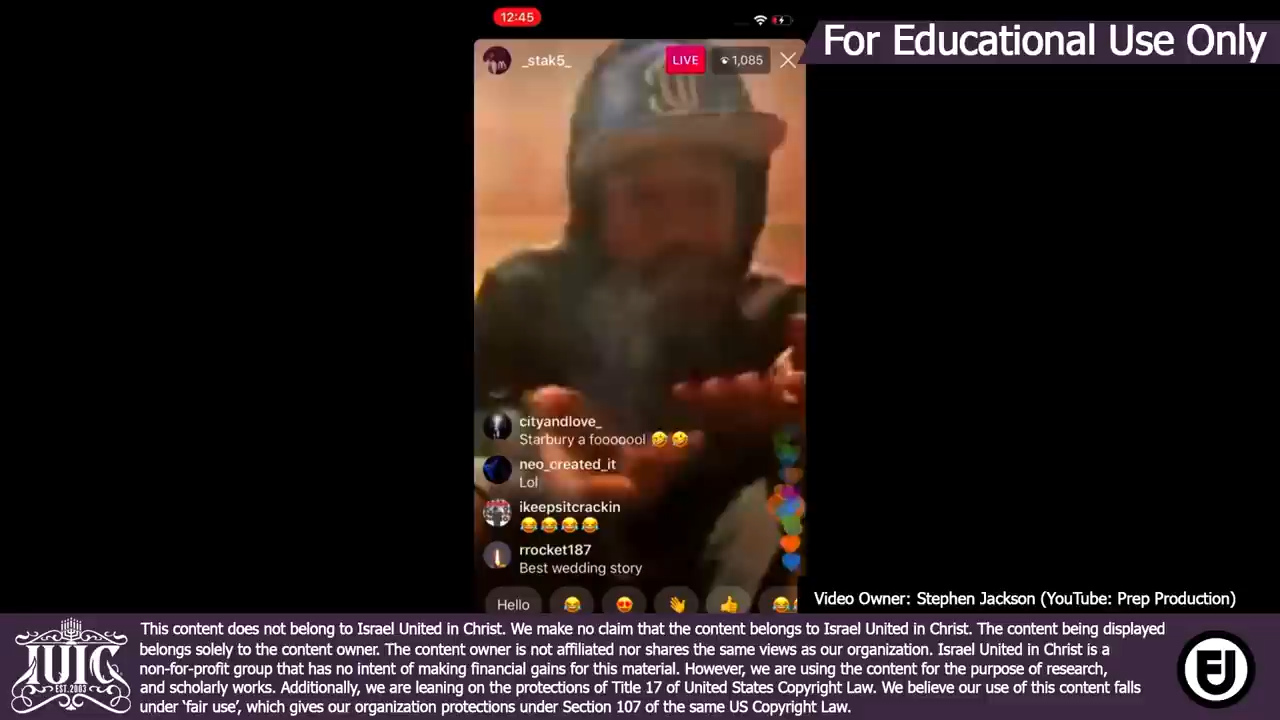 12:45
For Educational Use Only
_stak5_
LIVE
1,085
cityandlove_
Starbury a fooooool 🤣 🤣
neo_created_it
Lol
ikeepsitcrackin
😂😂😂😂
rrocket187
Best wedding story
Hello 😂 😍 👋 👍 😂
Video Owner: Stephen Jackson (YouTube: Prep Production)
IUIC
EST.2003
This content does not belong to Israel United in Christ. We make no claim that the content belongs to Israel United in Christ. The content being displayed
belongs solely to the content owner. The content owner is not affiliated nor shares the same views as our organization. Israel United in Christ is a
non-for-profit group that has no intent of making financial gains for this material. However, we are using the content for the purpose of research,
and scholarly works. Additionally, we are leaning on the protections of Title 17 of United States Copyright Law. We believe our use of this content falls
under ‘fair use’, which gives our organization protections under Section 107 of the same US Copyright Law.